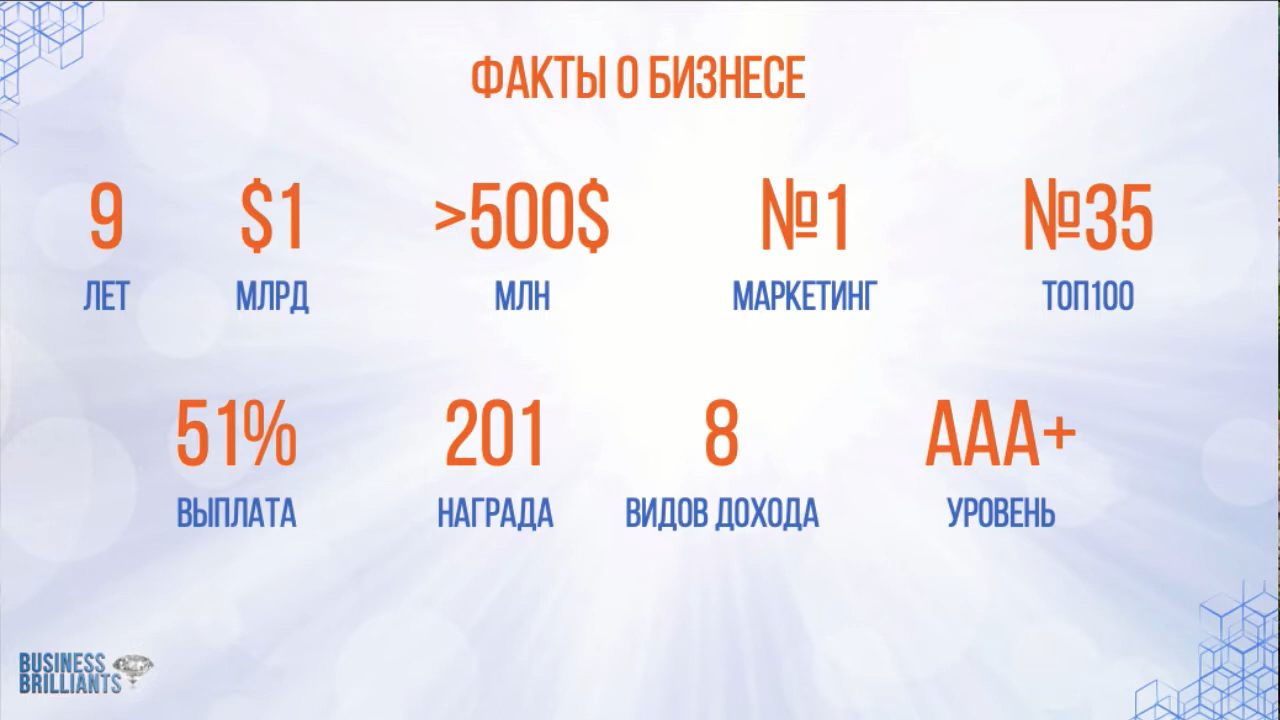 ФАКТЫ О БИЗНЕСЕ
9 $1 >500$ №1 №35
ЛЕТ МЛРД МЛН МАРКЕТИНГ ТОП100
51% 201 8 ААА+
ВЫПЛАТА НАГРАДА ВИДОВ ДОХОДА УРОВЕНЬ
BUSINESS
BRILLIANTS